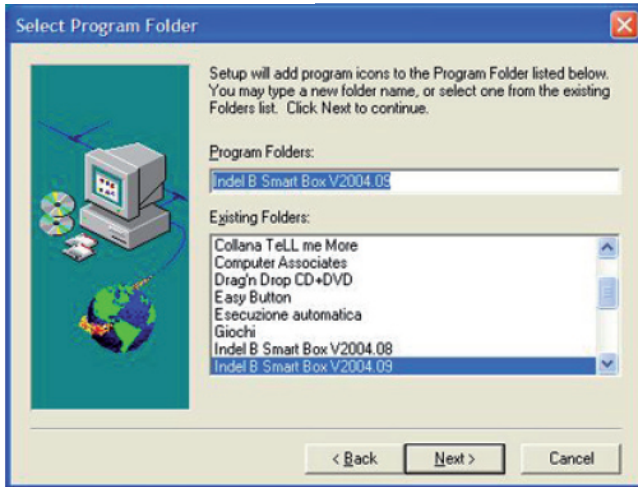 Select Program Folder
Setup will add program icons to the Program Folder listed below.
You may type a new folder name, or select one from the existing
Folders list. Click Next to continue.
Program Folders:
Indel B Smart Box V2004.09
Existing Folders:
Collana TeLL me More
Computer Associates
Drag'n Drop CD+DVD
Easy Button
Esecuzione automatica
Giochi
Indel B Smart Box V2004.08
Indel B Smart Box V2004.09
< Back Next > Cancel